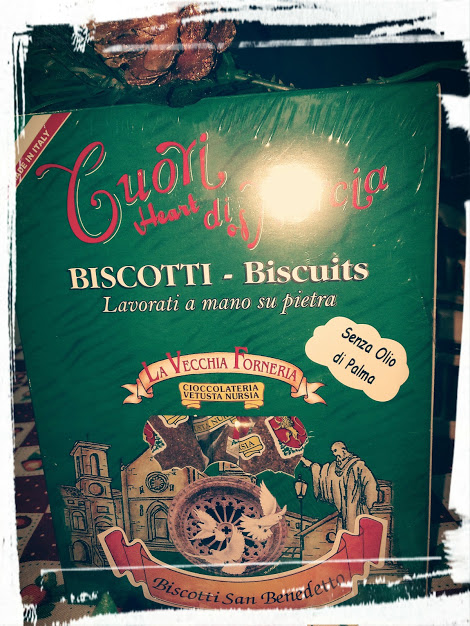 MADE IN ITALY
Cuori di
Heart of
BISCOTTI - Biscuits
Lavorati a mano su pietra
Senza Olio
di Palma
LA VECCHIA FORNERIA
CIOCCOLATERIA
VETUSTA NURSIA
Biscotti San Benedetto